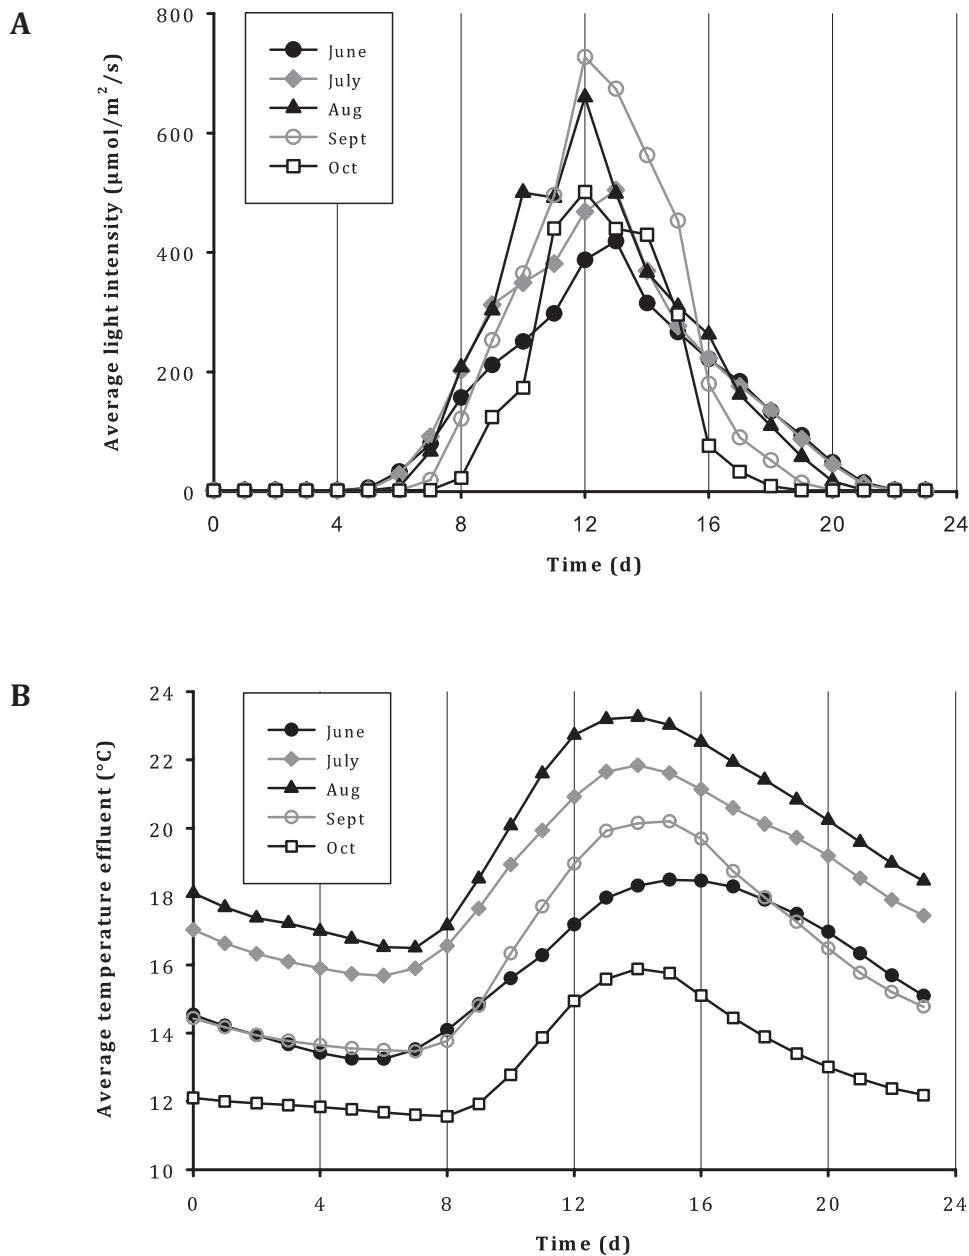 A
Average light intensity (μmol/m²/s)
800
600
400
200
0
June
July
Aug
Sept
Oct
0 4 8 12 16 20 24
Time (d)
B
Average temperature effluent (°C)
24
22
20
18
16
14
12
10
June
July
Aug
Sept
Oct
0 4 8 12 16 20 24
Time (d)